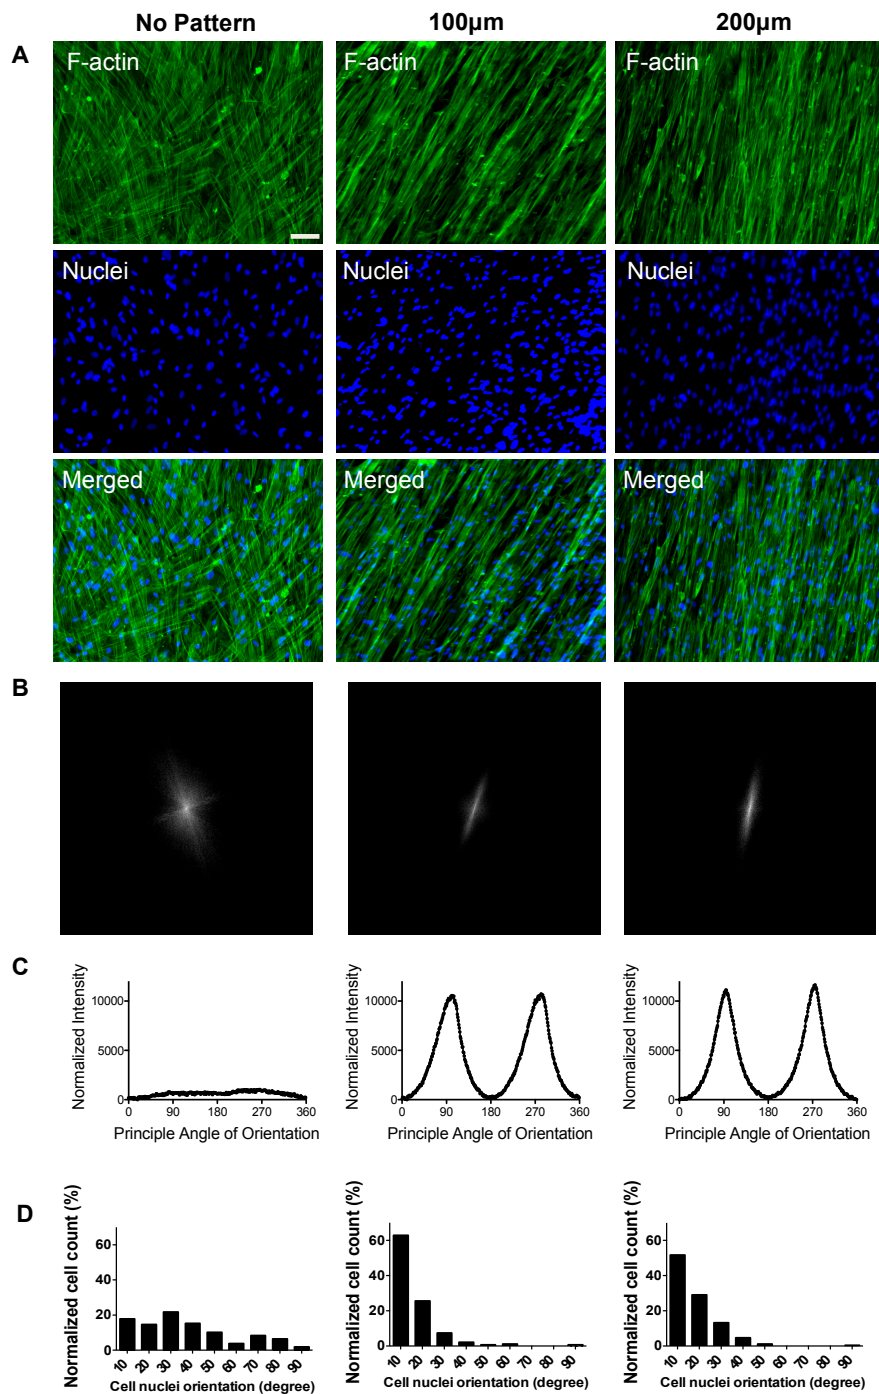 No Pattern 100µm 200µm
A
F-actin F-actin F-actin
Nuclei Nuclei Nuclei
Merged Merged Merged
B
C
Normalized Intensity
10000
5000
0
0 90 180 270 360
Principle Angle of Orientation
Normalized Intensity
10000
5000
0
0 90 180 270 360
Principle Angle of Orientation
Normalized Intensity
10000
5000
0
0 90 180 270 360
Principle Angle of Orientation
D
Normalized cell count (%)
60
40
20
0
10 20 30 40 50 60 70 80 90
Cell nuclei orientation (degree)
Normalized cell count (%)
60
40
20
0
10 20 30 40 50 60 70 80 90
Cell nuclei orientation (degree)
Normalized cell count (%)
60
40
20
0
10 20 30 40 50 60 70 80 90
Cell nuclei orientation (degree)